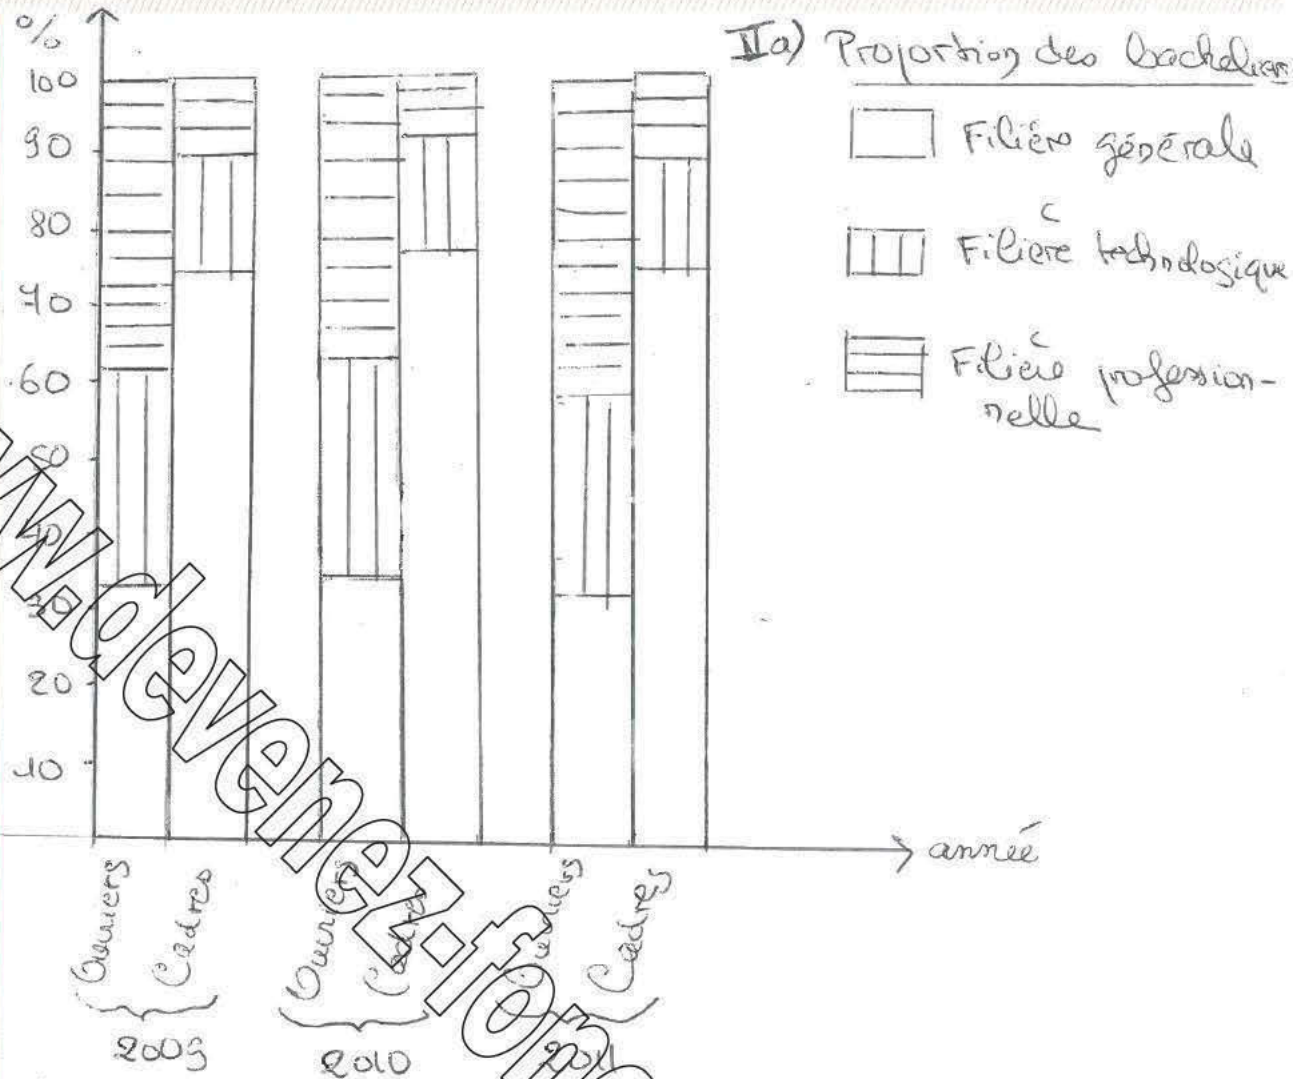 %
100
90
80
70
60
50
40
30
20
10
IIa) Proportion des bacheliers
Filière générale
Filière technologique
Filière profession-
nelle
année
Ouvriers
Cadres
Ouvriers
Cadres
Ouvriers
Cadres
2009
2010
2011
www.devenez.fonc